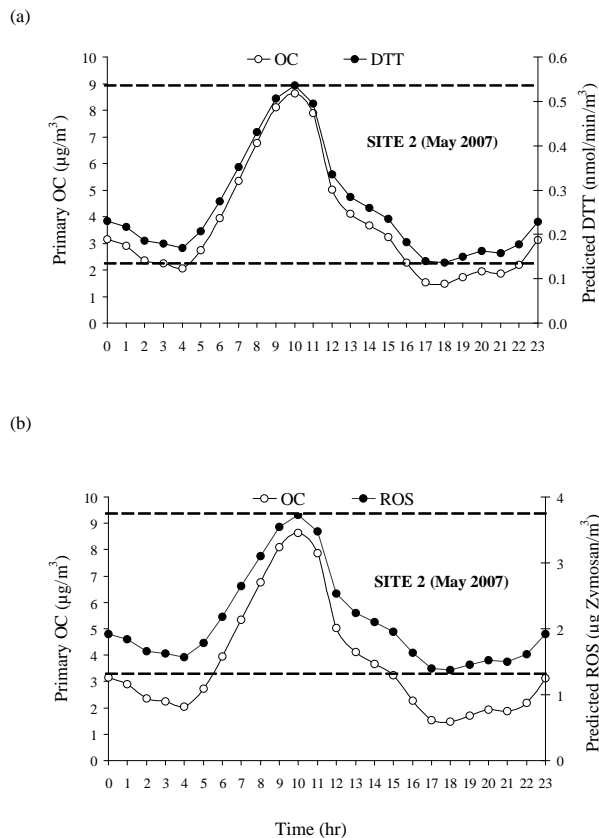 (a)
OC DTT
SITE 2 (May 2007)
Primary OC (µg/m³)
10
9
8
7
6
5
4
3
2
1
0
Predicted DTT (nmol/min/m³)
0.6
0.5
0.4
0.3
0.2
0.1
0.0
0 1 2 3 4 5 6 7 8 9 10 11 12 13 14 15 16 17 18 19 20 21 22 23
(b)
OC ROS
SITE 2 (May 2007)
Primary OC (µg/m³)
10
9
8
7
6
5
4
3
2
1
0
Predicted ROS (µg Zymosan/m³)
4
3
2
1
0
0 1 2 3 4 5 6 7 8 9 10 11 12 13 14 15 16 17 18 19 20 21 22 23
Time (hr)